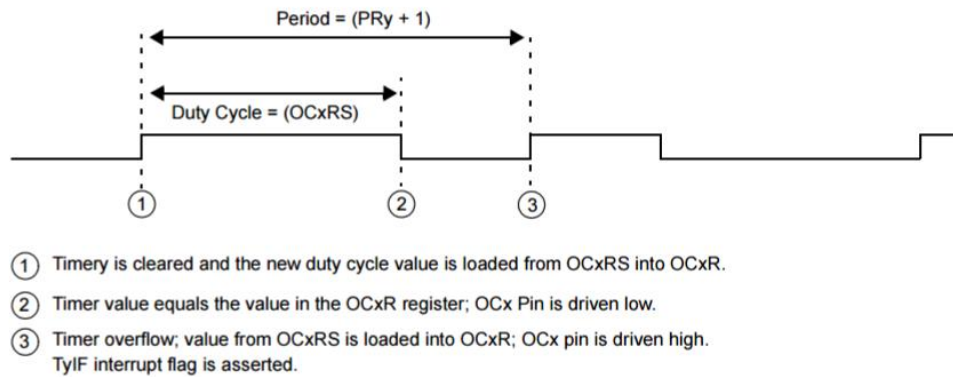 Period = (PRy + 1)
Duty Cycle = (OCxRS)
1 2 3
1 Timery is cleared and the new duty cycle value is loaded from OCxRS into OCxR.
2 Timer value equals the value in the OCxR register; OCx Pin is driven low.
3 Timer overflow; value from OCxRS is loaded into OCxR; OCx pin is driven high.
TyIF interrupt flag is asserted.